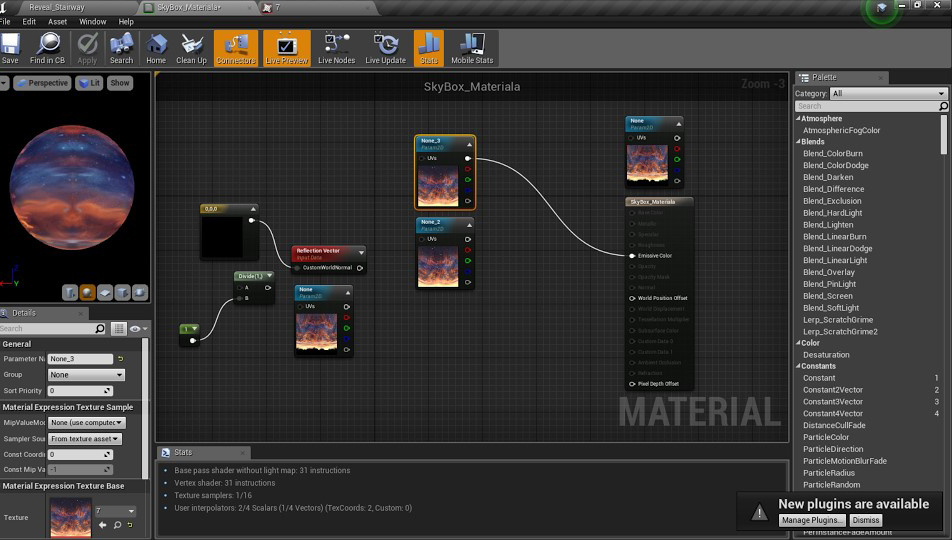 Reveal_Stairway
SkyBox_Materiala*
7
File Edit Asset Window Help
Save Find in CB Apply Search Home Clean Up Connectors Live Preview Live Nodes Live Update Stats Mobile Stats
Perspective Lit Show
SkyBox_Materiala
Zoom -3
None_3
Param2D
UVs
None
Param2D
UVs
0,0,0
None_2
Param2D
UVs
Reflection Vector
Input Data
CustomWorldNormal
Divide(1,)
A
B
None
Param2D
UVs
1
SkyBox_Materiala
Base Color
Metallic
Specular
Roughness
Emissive Color
Opacity
Opacity Mask
Normal
World Position Offset
World Displacement
Tessellation Multiplier
Subsurface Color
Custom Data 0
Custom Data 1
Ambient Occlusion
Refraction
Pixel Depth Offset
MATERIAL
Z
Y
Details
Search
General
Parameter N
None_3
Group
None
Sort Priority
0
Material Expression Texture Sample
MipValueMo
None (use computec
Sampler Sou
From texture asset
Const Coordi
0
Const Mip Va
-1
Material Expression Texture Base
Texture
7
Stats
Base pass shader without light map: 31 instructions
Vertex shader: 31 instructions
Texture samplers: 1/16
User interpolators: 2/4 Scalars (1/4 Vectors) (TexCoords: 2, Custom: 0)
Palette
Category: All
Search
Atmosphere
AtmosphericFogColor
Blends
Blend_ColorBurn
Blend_ColorDodge
Blend_Darken
Blend_Difference
Blend_Exclusion
Blend_HardLight
Blend_Lighten
Blend_LinearBurn
Blend_LinearDodge
Blend_LinearLight
Blend_Overlay
Blend_PinLight
Blend_Screen
Blend_SoftLight
Lerp_ScratchGrime
Lerp_ScratchGrime2
Color
Desaturation
Constants
Constant 1
Constant2Vector 2
Constant3Vector 3
Constant4Vector 4
DistanceCullFade
ParticleColor
ParticleDirection
ParticleMotionBlurFade
ParticleRadius
ParticleRandom
New plugins are available
Manage Plugins... Dismiss
PerInstanceFadeAmount